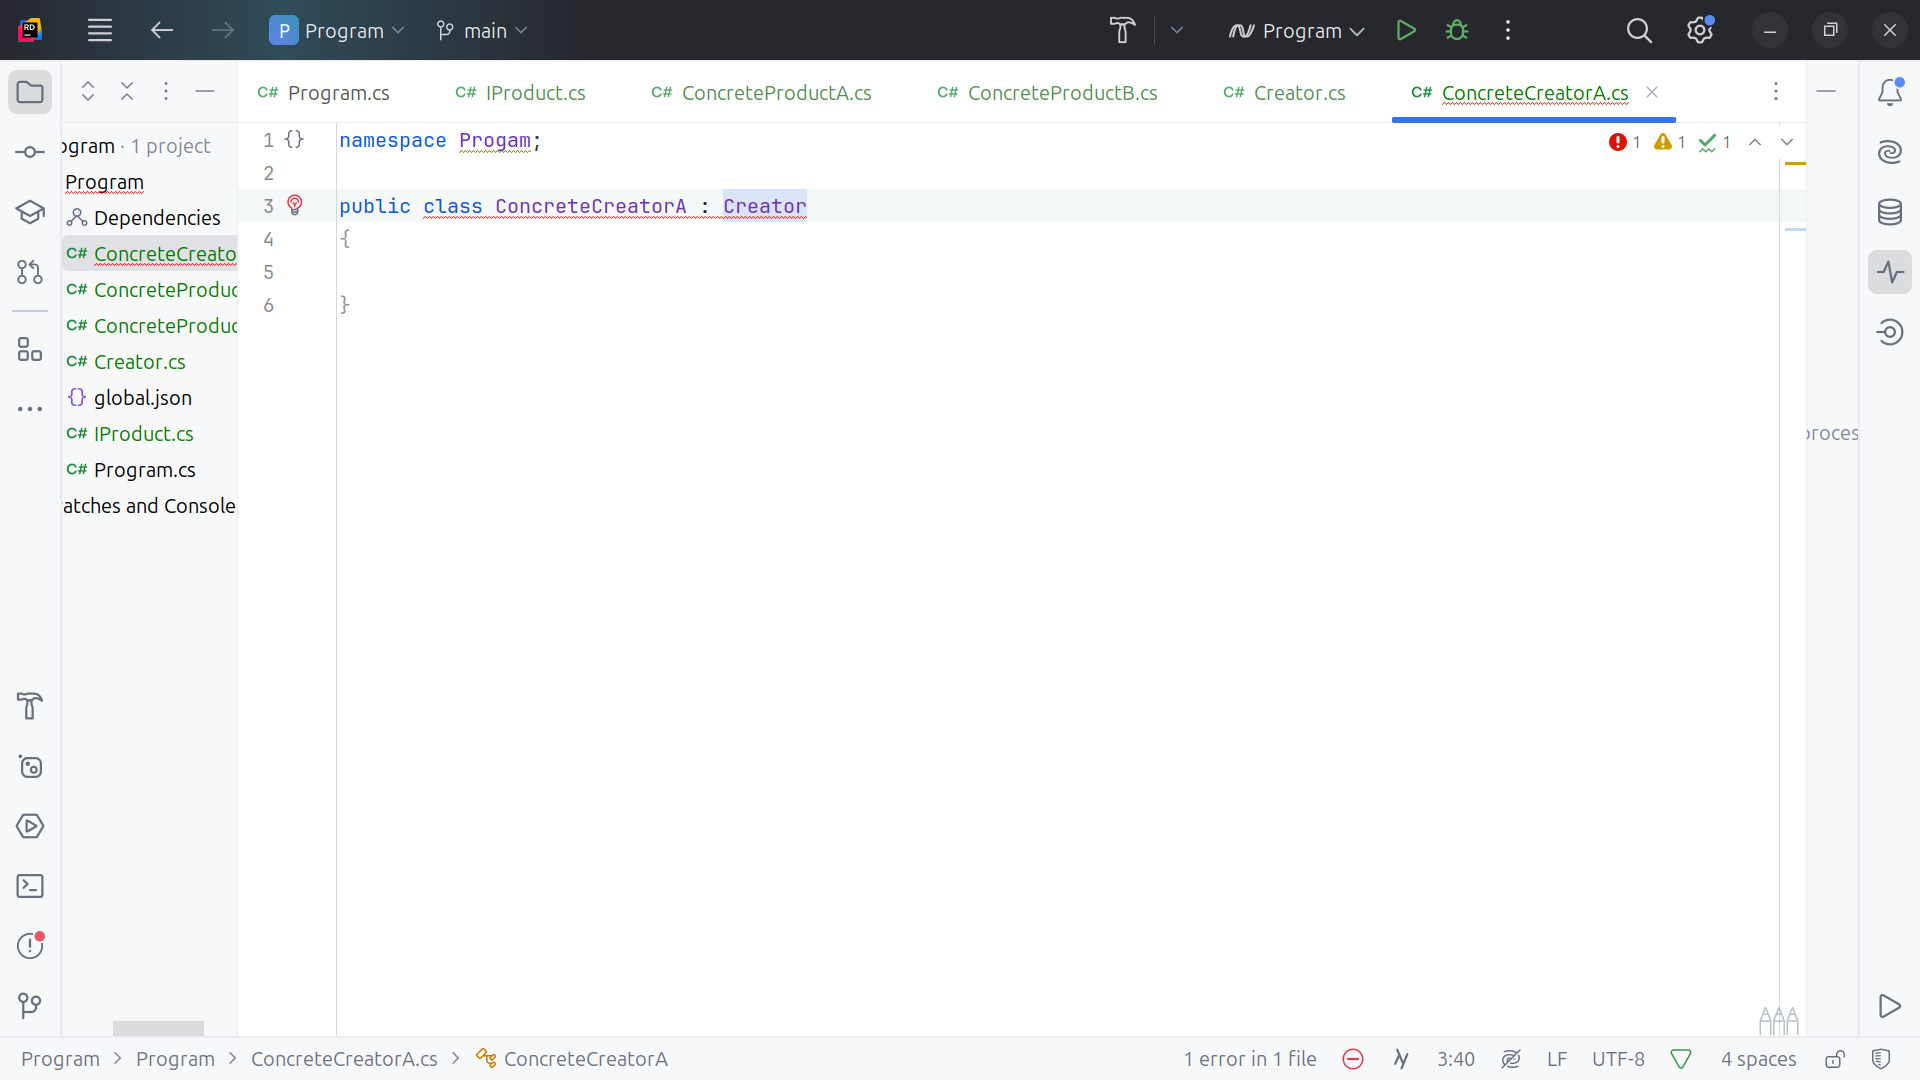 P Program main Program
Program.cs IProduct.cs ConcreteProductA.cs ConcreteProductB.cs Creator.cs ConcreteCreatorA.cs
ogram · 1 project
Program
Dependencies
C# ConcreteCreato
C# ConcreteProduc
C# ConcreteProduc
C# Creator.cs
{} global.json
C# IProduct.cs
C# Program.cs
atches and Console
1 {} namespace Progam;
2
3 public class ConcreteCreatorA : Creator
4 {
5
6 }
1 1 1
proces
Program > Program > ConcreteCreatorA.cs > ConcreteCreatorA 1 error in 1 file 3:40 LF UTF-8 4 spaces